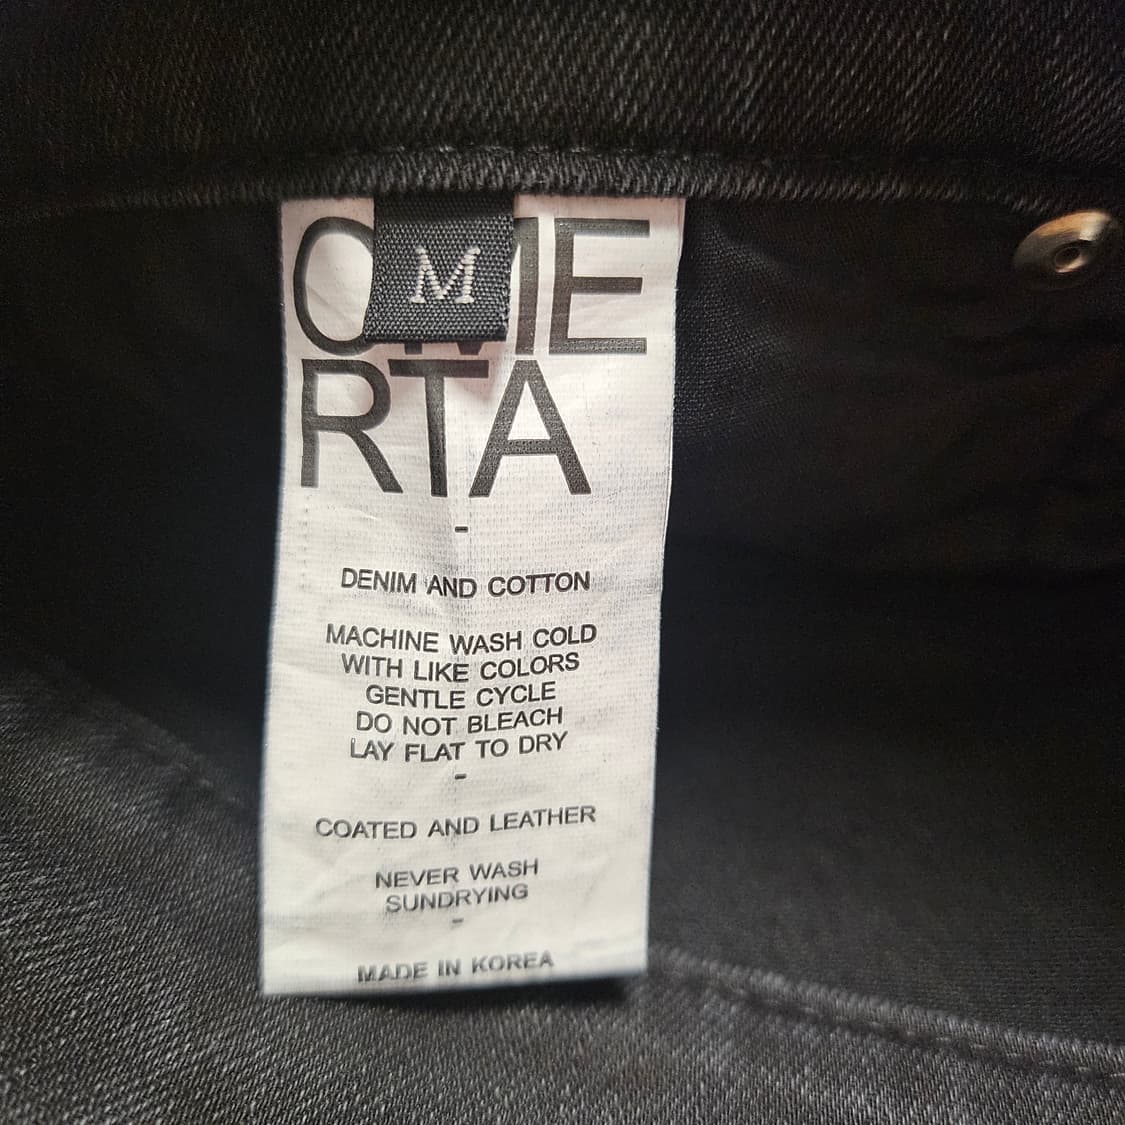 OME
M
RTA
-
DENIM AND COTTON
MACHINE WASH COLD
WITH LIKE COLORS
GENTLE CYCLE
DO NOT BLEACH
LAY FLAT TO DRY
-
COATED AND LEATHER
NEVER WASH
SUNDRYING
-
MADE IN KOREA